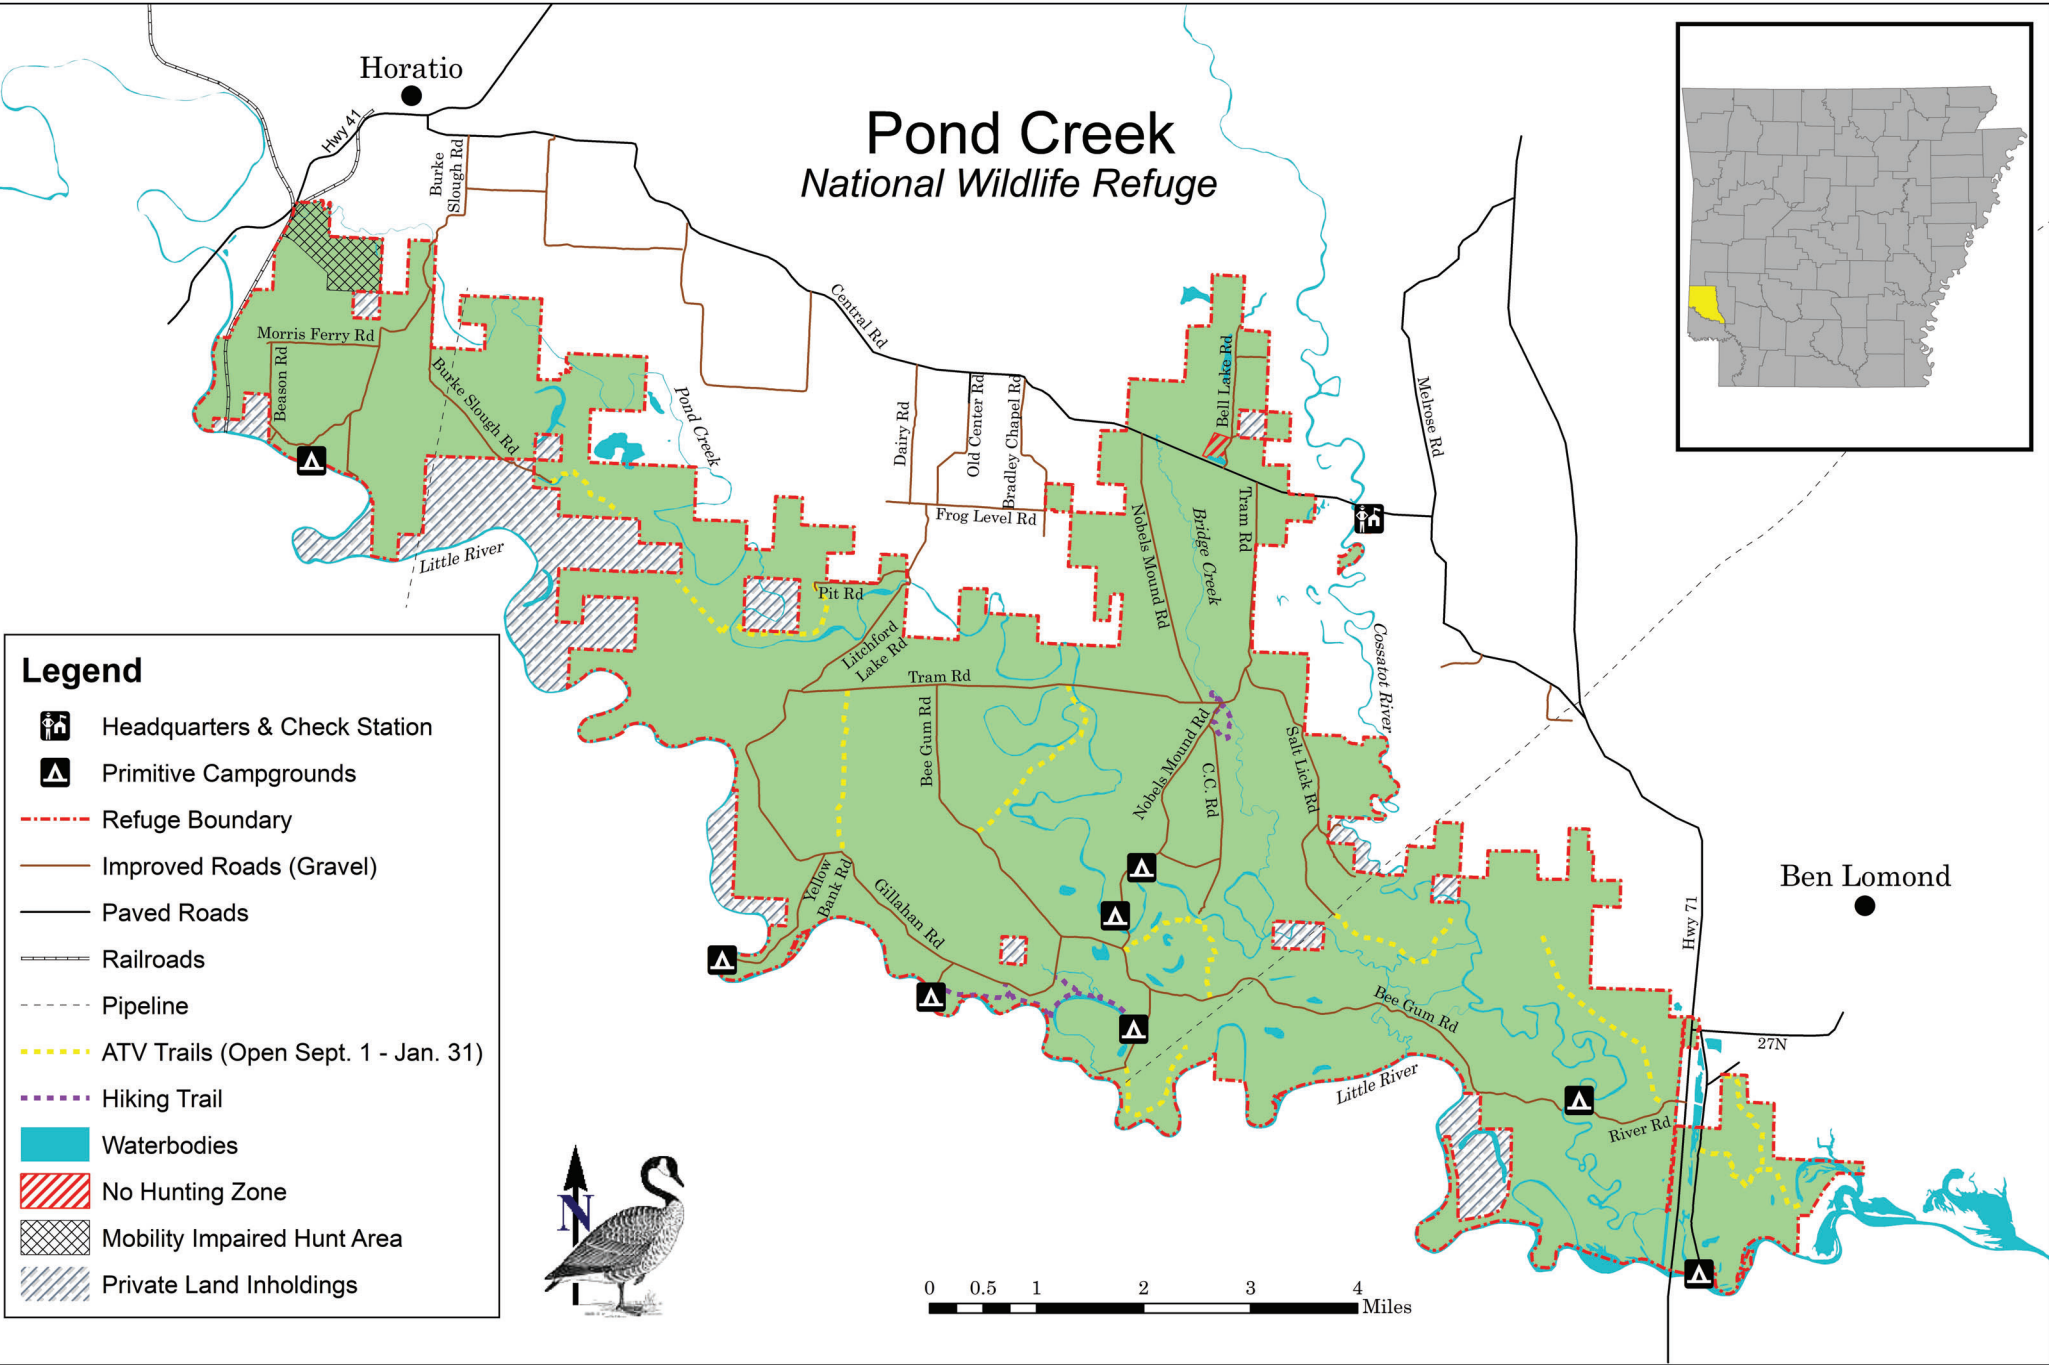 Pond Creek
National Wildlife Refuge
Horatio
Hwy 41
Burke
Slough Rd
Central Rd
Morris Ferry Rd
Beason Rd
Burke Slough Rd
Pond Creek
Dairy Rd
Old Center Rd
Bradley Chapel Rd
Frog Level Rd
Bell Lake Rd
Melrose Rd
Little River
Pit Rd
Litchford
Lake Rd
Nobels Mound Rd
Bridge Creek
Tram Rd
Cossatot River
Tram Rd
Bee Gum Rd
Nobels Mound Rd
C.C. Rd
Salt Lick Rd
Yellow
Bank Rd
Gillahan Rd
Bee Gum Rd
Little River
River Rd
Hwy 71
27N
Ben Lomond
Legend
Headquarters & Check Station
Primitive Campgrounds
Refuge Boundary
Improved Roads (Gravel)
Paved Roads
Railroads
Pipeline
ATV Trails (Open Sept. 1 - Jan. 31)
Hiking Trail
Waterbodies
No Hunting Zone
Mobility Impaired Hunt Area
Private Land Inholdings
N
0 0.5 1 2 3 4
Miles